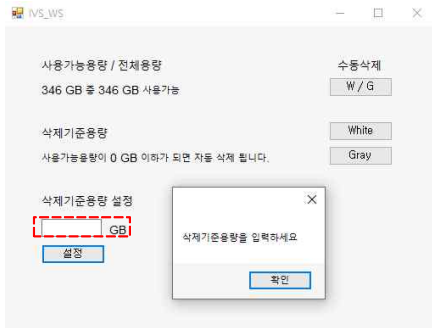 IVS_WS
사용가능용량 / 전체용량
수동삭제
346 GB 중 346 GB 사용가능
W / G
삭제기준용량
White
사용가능용량이 0 GB 이하가 되면 자동 삭제 됩니다.
Gray
삭제기준용량 설정
GB
설정
삭제기준용량을 입력하세요
확인